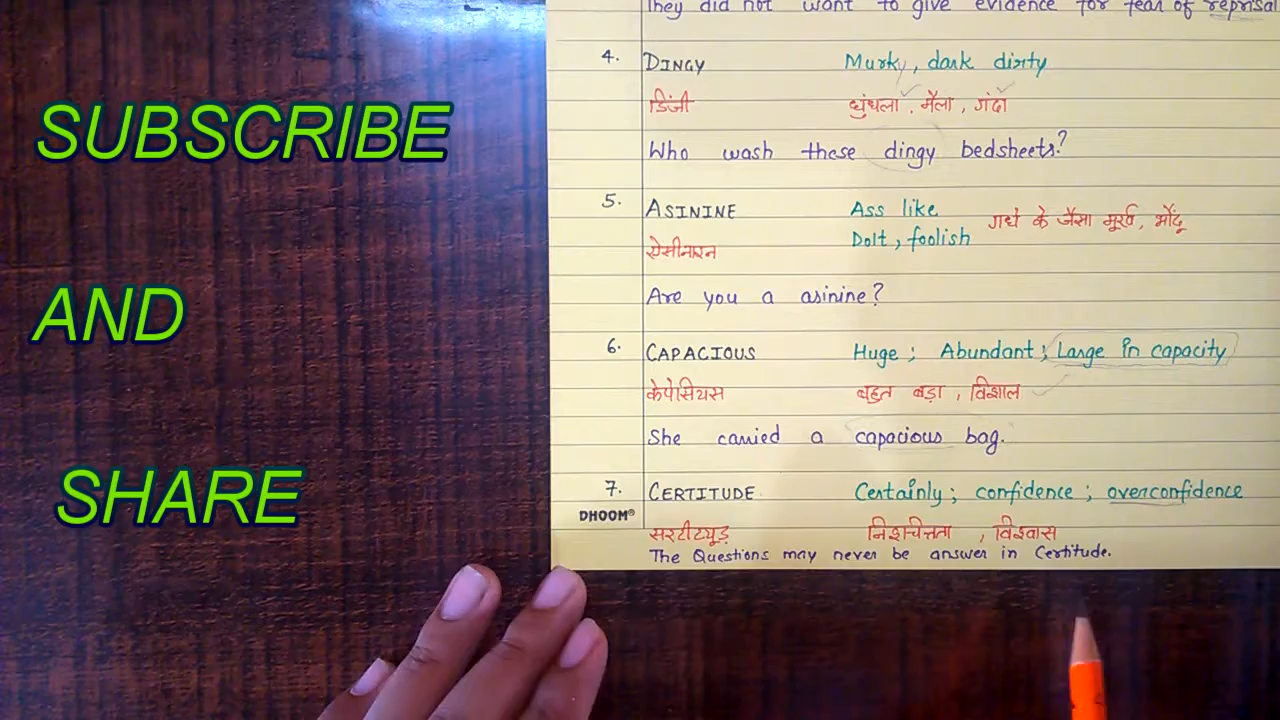 SUBSCRIBE
AND
SHARE
They did not want to give evidence for fear of reprisal
4. DINGY Murky, dark dirty
डिंजी धुंधला, मैला, गंदा
Who wash these dingy bedsheets?
5. ASININE Ass like
गधे के जैसा मूर्ख, भोंदू
ऐसीनाइन Dolt, foolish
Are you a asinine?
6. CAPACIOUS Huge; Abundant; Large in capacity
केपेसियस बहुत बड़ा, विशाल
She carried a capacious bag.
7. CERTITUDE Certainly; confidence; overconfidence
DHOOM®
सरटीट्यूड़ निश्चिन्तता, विश्वास
The Questions may never be answer in Certitude.